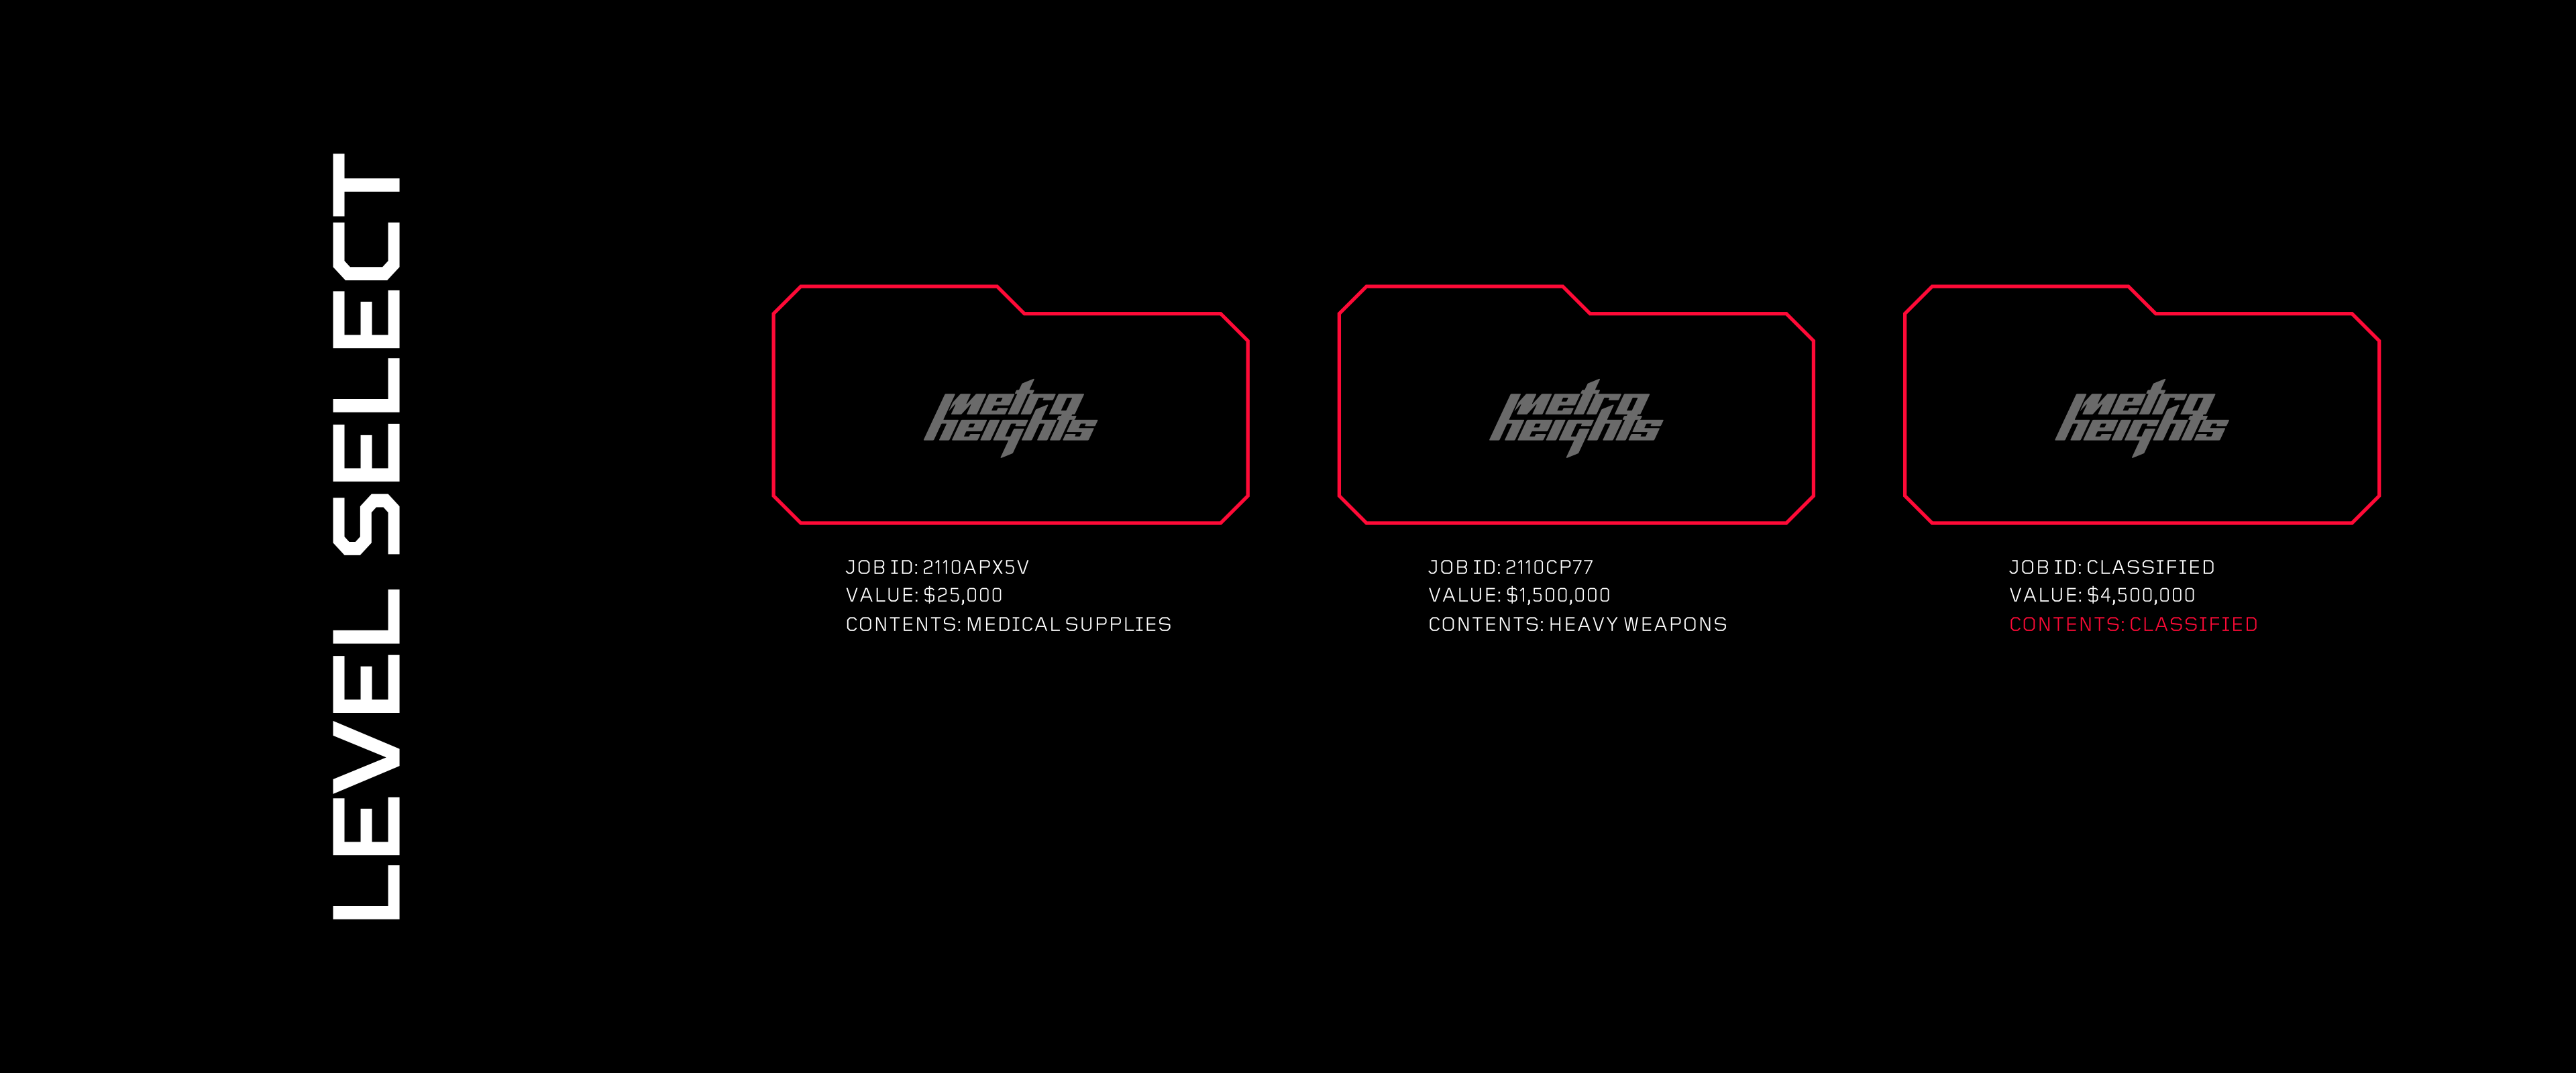 LEVEL SELECT
metro
heights
JOB ID: 2110APX5V
VALUE: $25,000
CONTENTS: MEDICAL SUPPLIES
metro
heights
JOB ID: 2110CP77
VALUE: $1,500,000
CONTENTS: HEAVY WEAPONS
metro
heights
JOB ID: CLASSIFIED
VALUE: $4,500,000
CONTENTS: CLASSIFIED